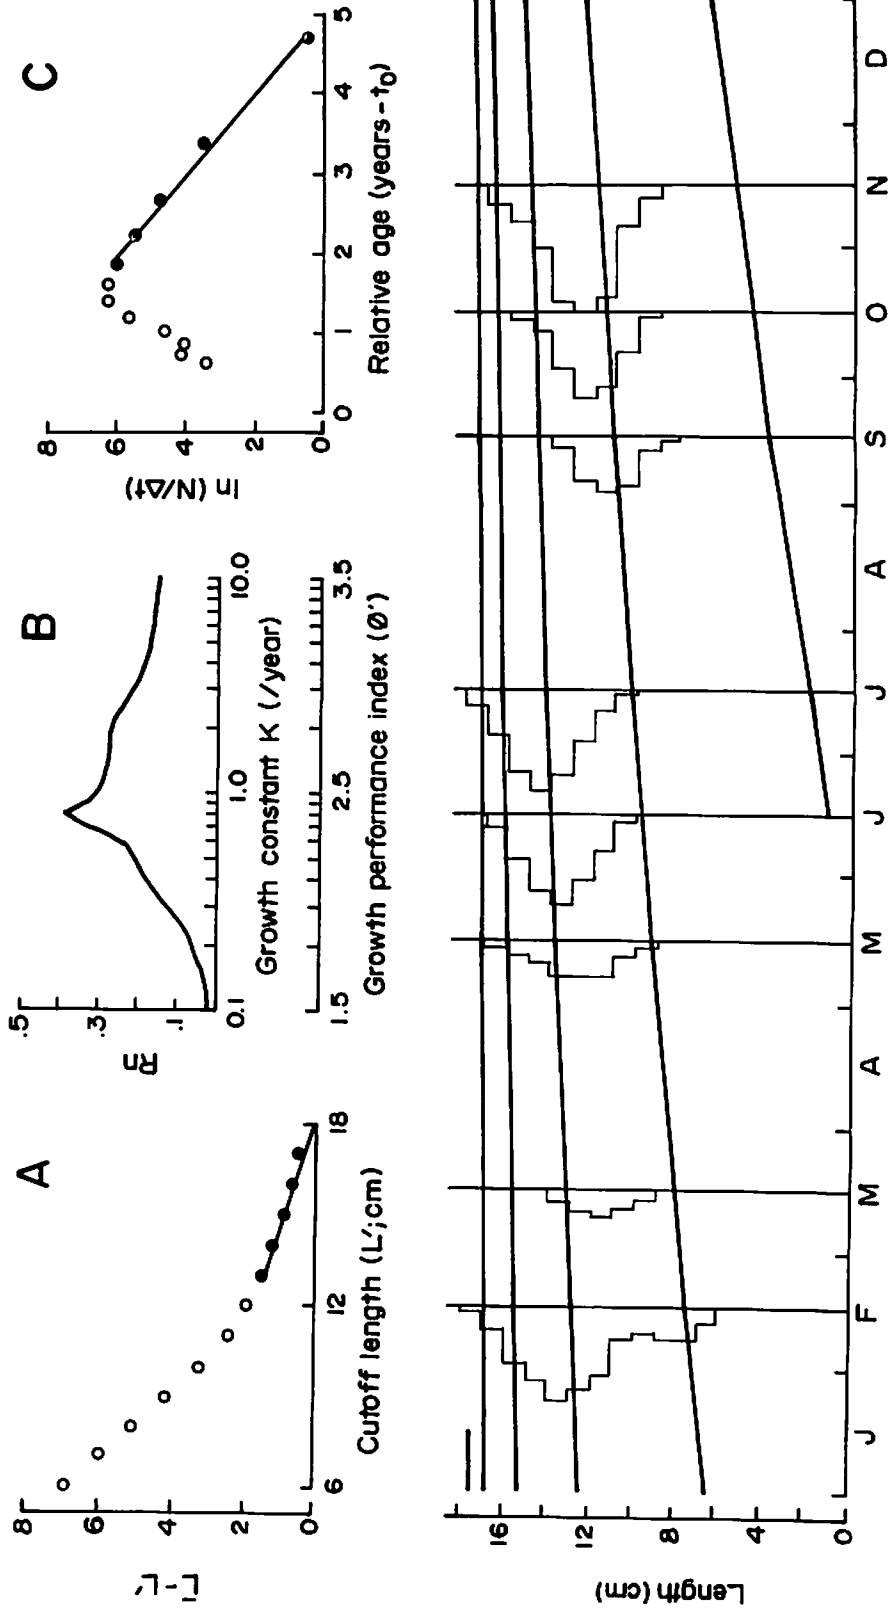 A
8
6
4
2
0
L̄-L'
6
12
18
Cutoff length (L';cm)
B
.5
.3
.1
Rn
0.1
1.0
10.0
Growth constant K (/year)
1.5
2.5
3.5
Growth performance index (Ø')
C
8
6
4
2
0
ln (N/Δt)
0
1
2
3
4
5
Relative age (years-t₀)
16
12
8
4
0
Length (cm)
J F M A M J J A S O N D